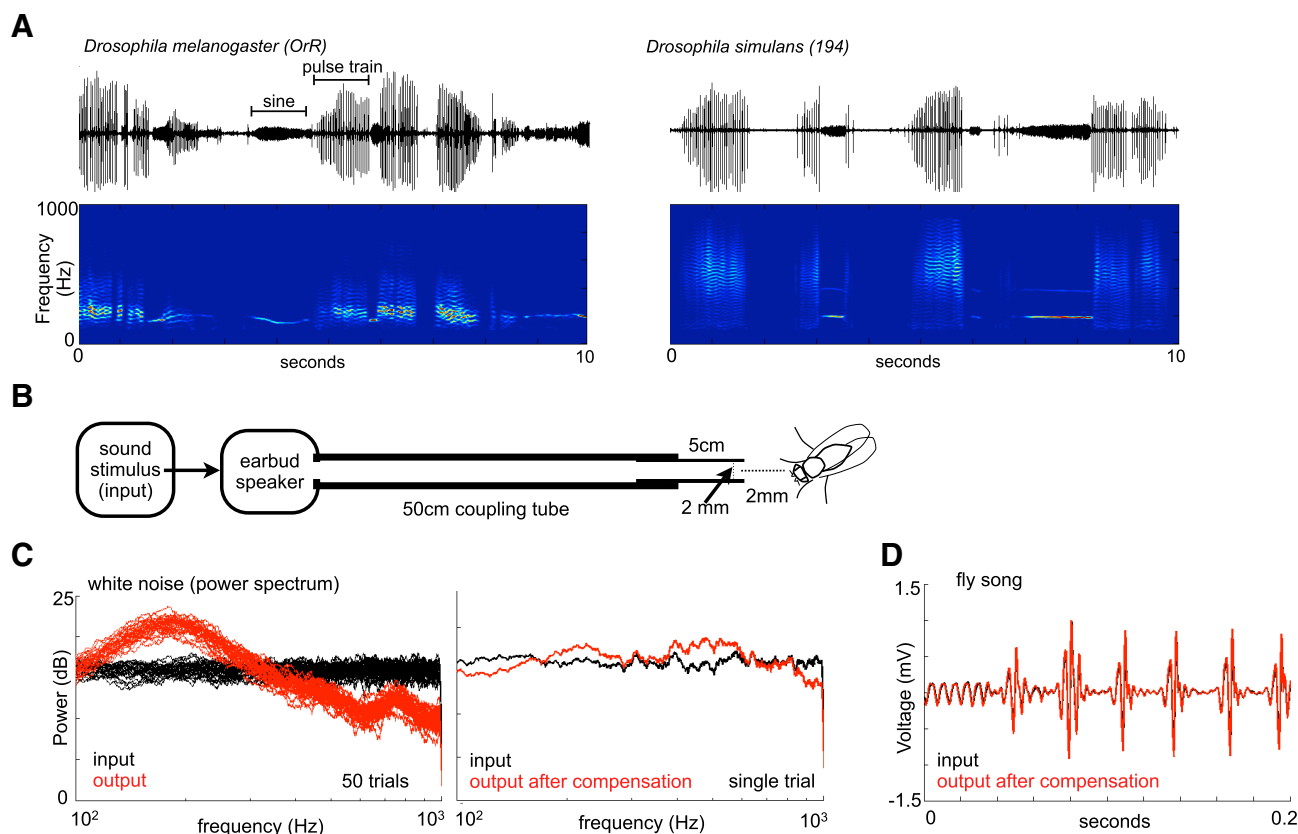 A
Drosophila melanogaster (OrR)
pulse train
sine
Drosophila simulans (194)
1000
Frequency
(Hz)
0
0
seconds
10
0
seconds
10
B
sound
stimulus
(input)
earbud
speaker
50cm coupling tube
5cm
2 mm
2mm
C
white noise (power spectrum)
25
Power (dB)
0
input
output
50 trials
10²
frequency (Hz)
10³
input
output after compensation
single trial
10²
frequency (Hz)
10³
D
fly song
1.5
Voltage (mV)
-1.5
input
output after compensation
0
seconds
0.2